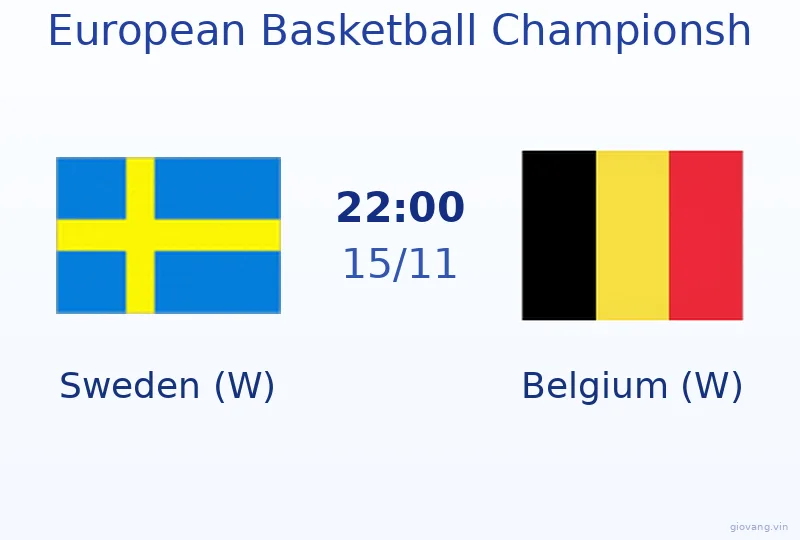 European Basketball Championsh
22:00
15/11
Sweden (W)
Belgium (W)
giovang.vin